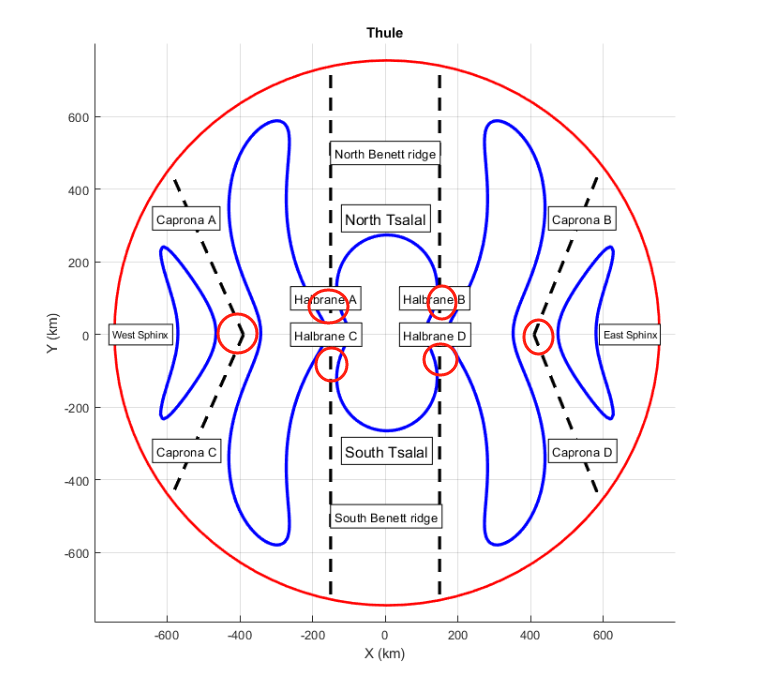 Thule
600
North Benett ridge
400
Caprona A
North Tsalal
Caprona B
200
Halbrane A
Halbrane B
Y (km)
0
West Sphinx
Halbrane C
Halbrane D
East Sphinx
-200
Caprona C
South Tsalal
Caprona D
-400
South Benett ridge
-600
-600
-400
-200
0
200
400
600
X (km)